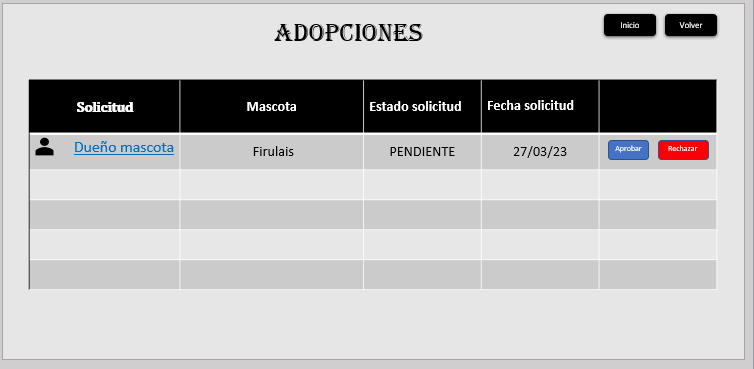 ADOPCIONES
Inicio
Volver
Solicitud
Mascota
Estado solicitud
Fecha solicitud
Dueño mascota
Firulais
PENDIENTE
27/03/23
Aprobar
Rechazar